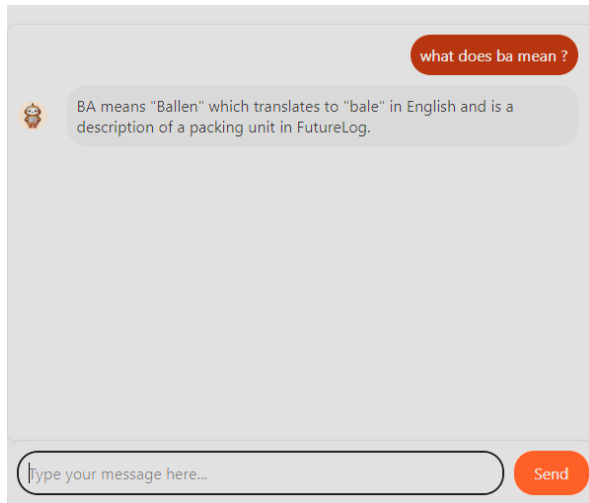 what does ba mean ?
BA means "Ballen" which translates to "bale" in English and is a
description of a packing unit in FutureLog.
Type your message here...
Send